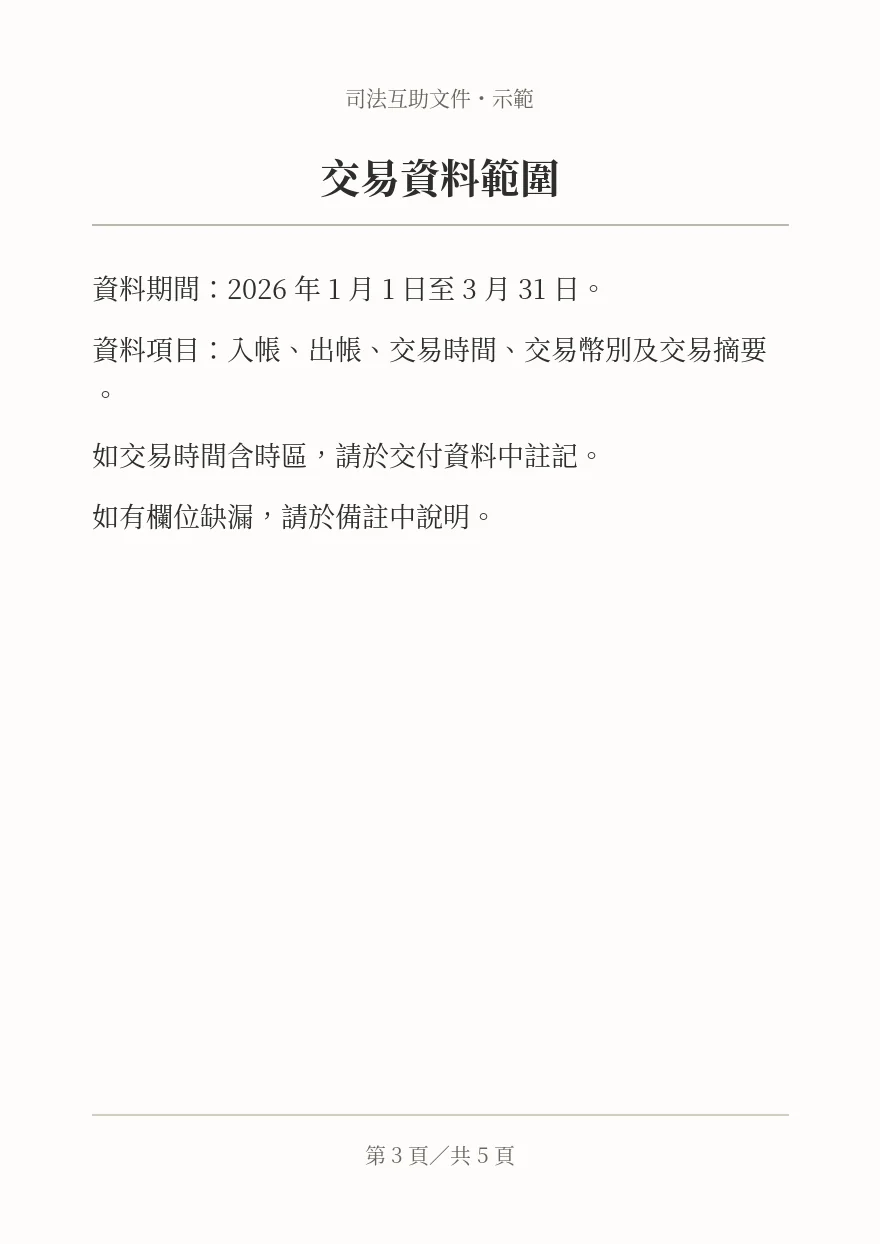 司法互助文件・示範
交易資料範圍
資料期間：2026 年 1 月 1 日至 3 月 31 日。
資料項目：入帳、出帳、交易時間、交易幣別及交易摘要
。
如交易時間含時區，請於交付資料中註記。
如有欄位缺漏，請於備註中說明。
第 3 頁／共 5 頁